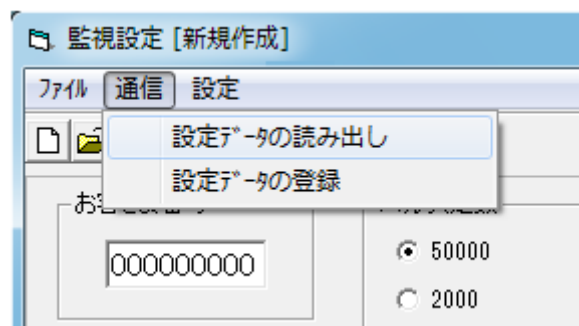 監視設定 [新規作成]
ﾌｧｲﾙ 通信 設定
設定ﾃﾞｰﾀの読み出し
設定ﾃﾞｰﾀの登録
000000000
50000
2000